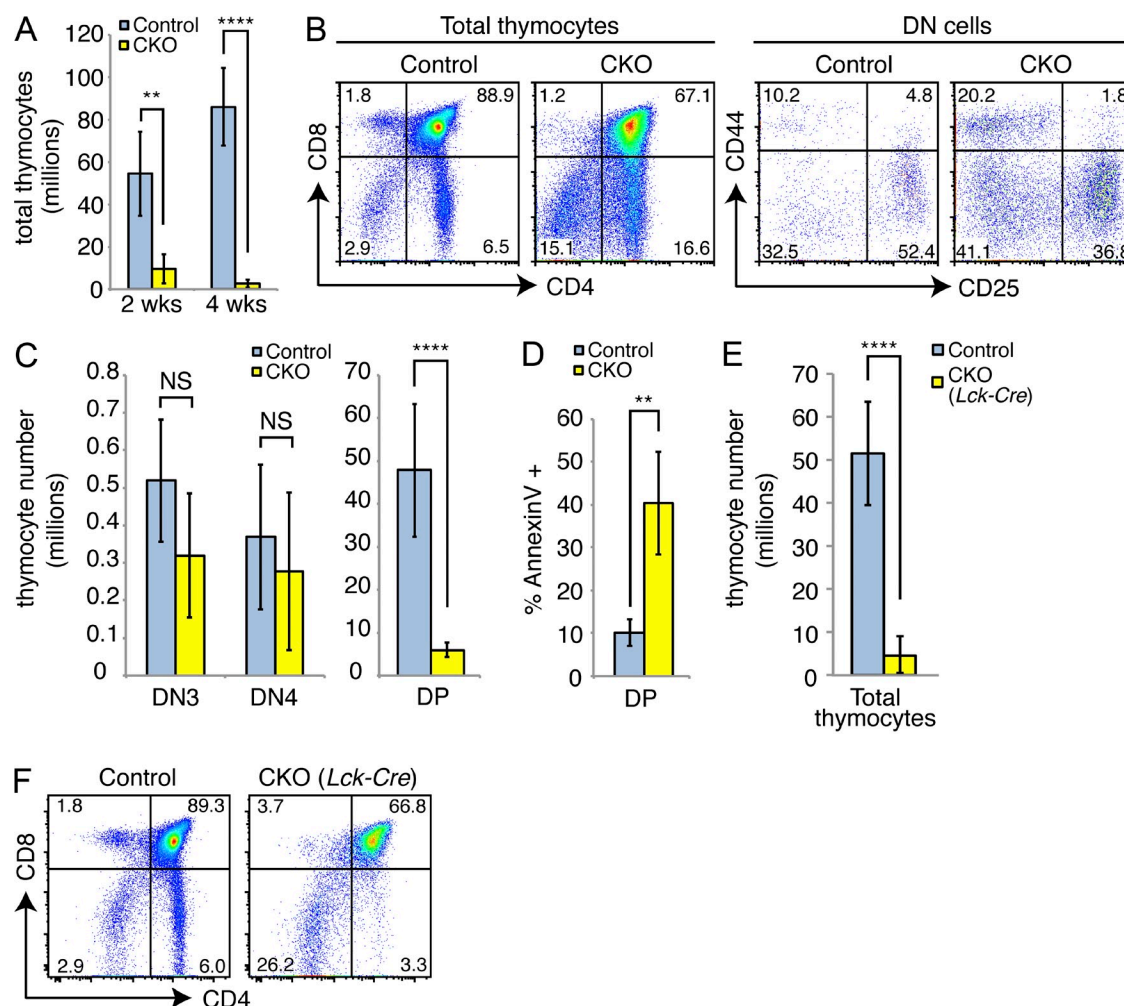 A
Control
CKO
****
**
total thymocytes
(millions)
120
100
80
60
40
20
0
2 wks
4 wks
B
Total thymocytes
DN cells
Control
CKO
Control
CKO
1.8
88.9
2.9
6.5
1.2
67.1
15.1
16.6
CD8
CD4
10.2
4.8
32.5
52.4
20.2
1.8
41.1
36.8
CD44
CD25
C
Control
CKO
thymocyte number
(millions)
0.8
0.7
0.6
0.5
0.4
0.3
0.2
0.1
0
NS
NS
DN3
DN4
70
60
50
40
30
20
10
0
****
DP
D
Control
CKO
% AnnexinV +
60%
50
40
30
20
10
0
**
DP
E
Control
CKO
(Lck-Cre)
****
thymocyte number
(millions)
70
60
50
40
30
20
10
0
Total
thymocytes
F
Control
CKO (Lck-Cre)
1.8
89.3
2.9
6.0
3.7
66.8
26.2
3.3
CD8
CD4